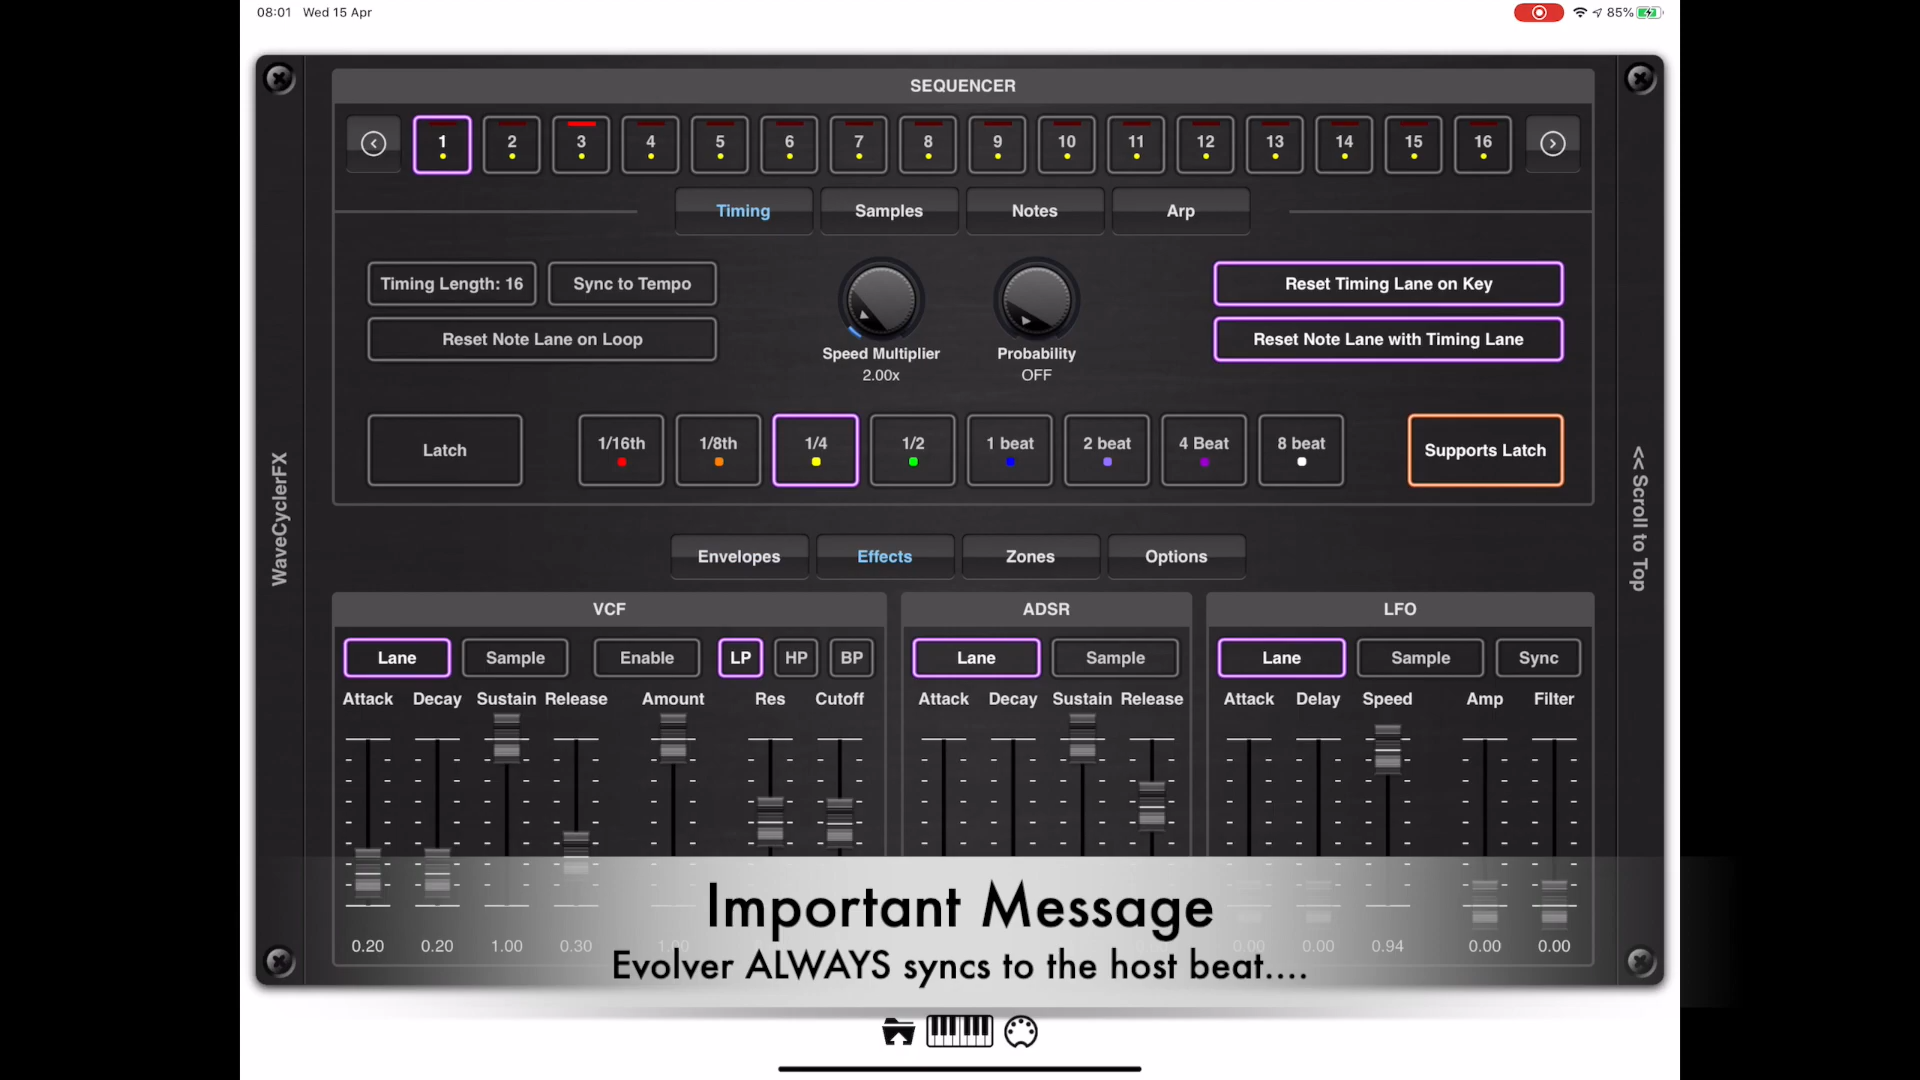 08:01 Wed 15 Apr
85%
SEQUENCER
1 2 3 4 5 6 7 8 9 10 11 12 13 14 15 16
Timing Samples Notes Arp
Timing Length: 16 Sync to Tempo
Reset Timing Lane on Key
Reset Note Lane on Loop
Reset Note Lane with Timing Lane
Speed Multiplier Probability
2.00x OFF
Latch 1/16th 1/8th 1/4 1/2 1 beat 2 beat 4 Beat 8 beat Supports Latch
WaveCyclerFX
<< Scroll to Top
Envelopes Effects Zones Options
VCF ADSR LFO
Lane Sample Enable LP HP BP Lane Sample Lane Sample Sync
Attack Decay Sustain Release Amount Res Cutoff Attack Decay Sustain Release Attack Delay Speed Amp Filter
Important Message
0.20 0.20 1.00 0.30 1.00 0.00 0.00 0.94 0.00 0.00
Evolver ALWAYS syncs to the host beat....